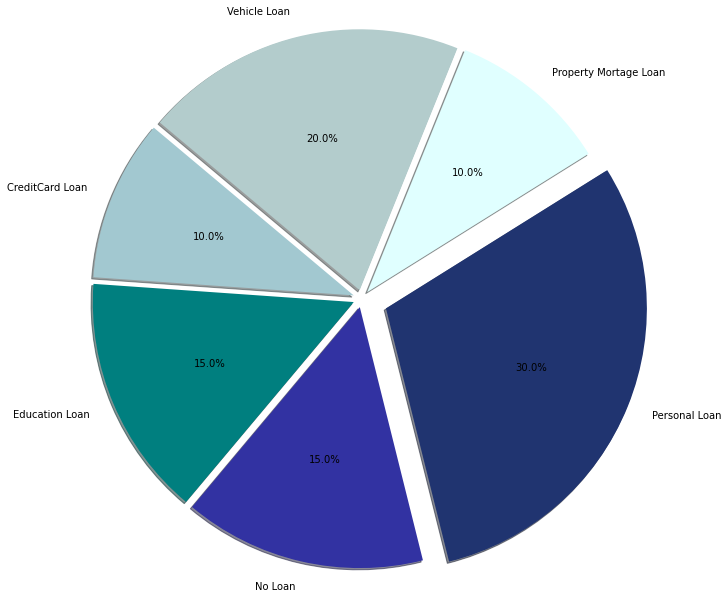 Vehicle Loan
Property Mortage Loan
20.0%
10.0%
CreditCard Loan
10.0%
15.0%
30.0%
Education Loan
Personal Loan
15.0%
No Loan